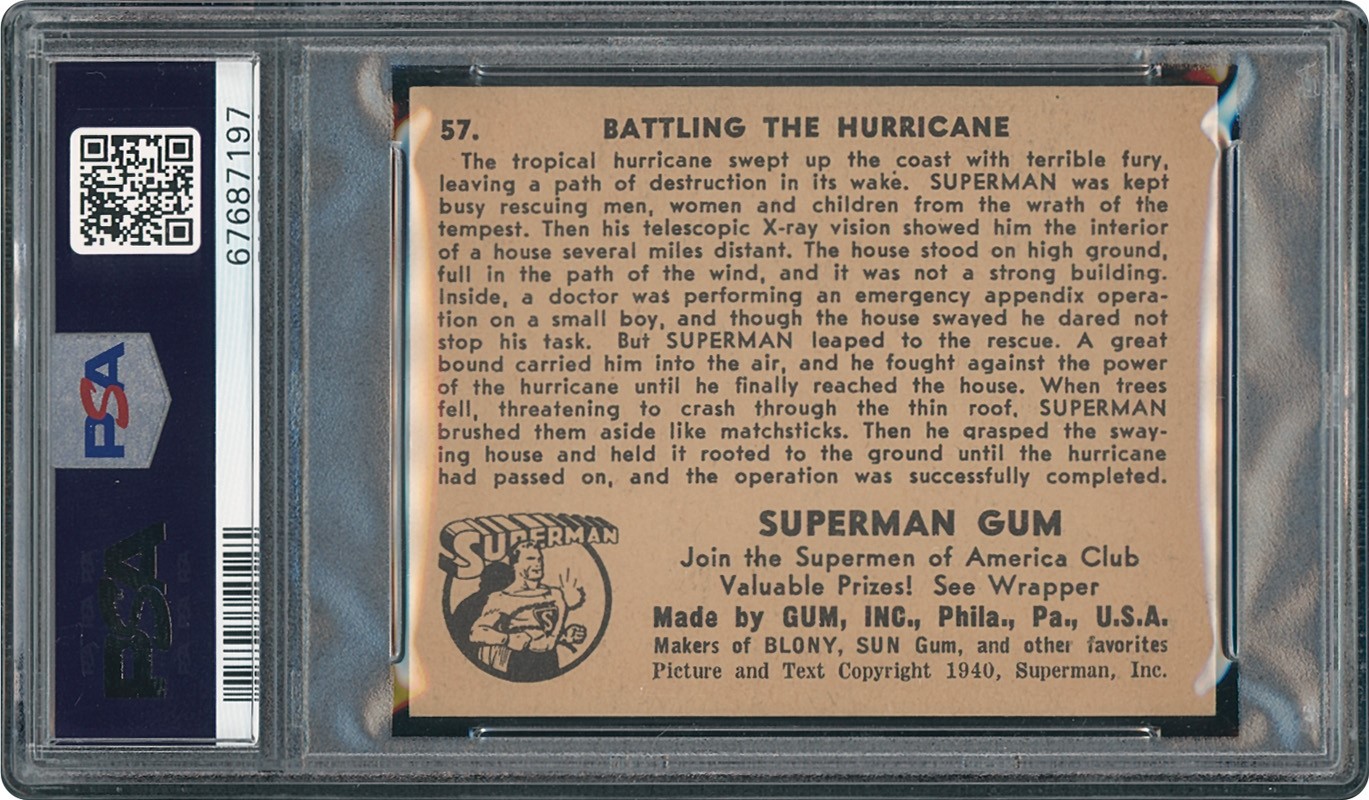 67687197
PSA
PSA
57. BATTLING THE HURRICANE
The tropical hurricane swept up the coast with terrible fury,
leaving a path of destruction in its wake. SUPERMAN was kept
busy rescuing men, women and children from the wrath of the
tempest. Then his telescopic X-ray vision showed him the interior
of a house several miles distant. The house stood on high ground,
full in the path of the wind, and it was not a strong building.
Inside, a doctor was performing an emergency appendix opera-
tion on a small boy, and though the house swayed he dared not
stop his task. But SUPERMAN leaped to the rescue. A great
bound carried him into the air, and he fought against the power
of the hurricane until he finally reached the house. When trees
fell, threatening to crash through the thin roof, SUPERMAN
brushed them aside like matchsticks. Then he grasped the sway-
ing house and held it rooted to the ground until the hurricane
had passed on, and the operation was successfully completed.
SUPERMAN
S
SUPERMAN GUM
Join the Supermen of America Club
Valuable Prizes! See Wrapper
Made by GUM, INC., Phila., Pa., U.S.A.
Makers of BLONY, SUN Gum, and other favorites
Picture and Text Copyright 1940, Superman, Inc.